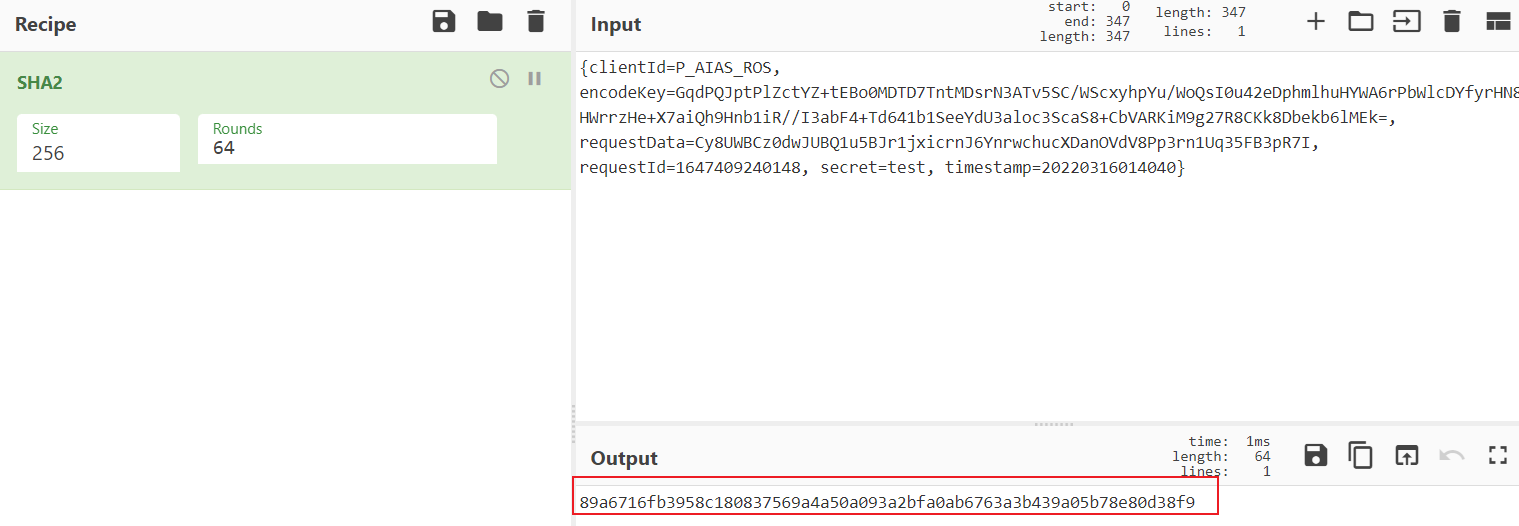 Recipe
SHA2
Size
256
Rounds
64
Input
start: 0
end: 347
length: 347
length: 347
lines: 1
{clientId=P_AIAS_ROS,
encodeKey=GqdPQJptPlZctYZ+tEBo0MDTD7TntMDsrN3ATv5SC/WScxyhpYu/WoQsI0u42eDphmlhuHYWA6rPbWlcDYfyrHN8
HWrrzHe+X7aiQh9Hnb1iR//I3abF4+Td641b1SeeYdU3aloc3ScaS8+CbVARKiM9g27R8CKk8Dbekb6lMEk=,
requestData=Cy8UWBCz0dwJUBQ1u5BJr1jxicrnJ6YnrwchucXDanOVdV8Pp3rn1Uq35FB3pR7I,
requestId=1647409240148, secret=test, timestamp=20220316014040}
Output
time: 1ms
length: 64
lines: 1
89a6716fb3958c180837569a4a50a093a2bfa0ab6763a3b439a05b78e80d38f9